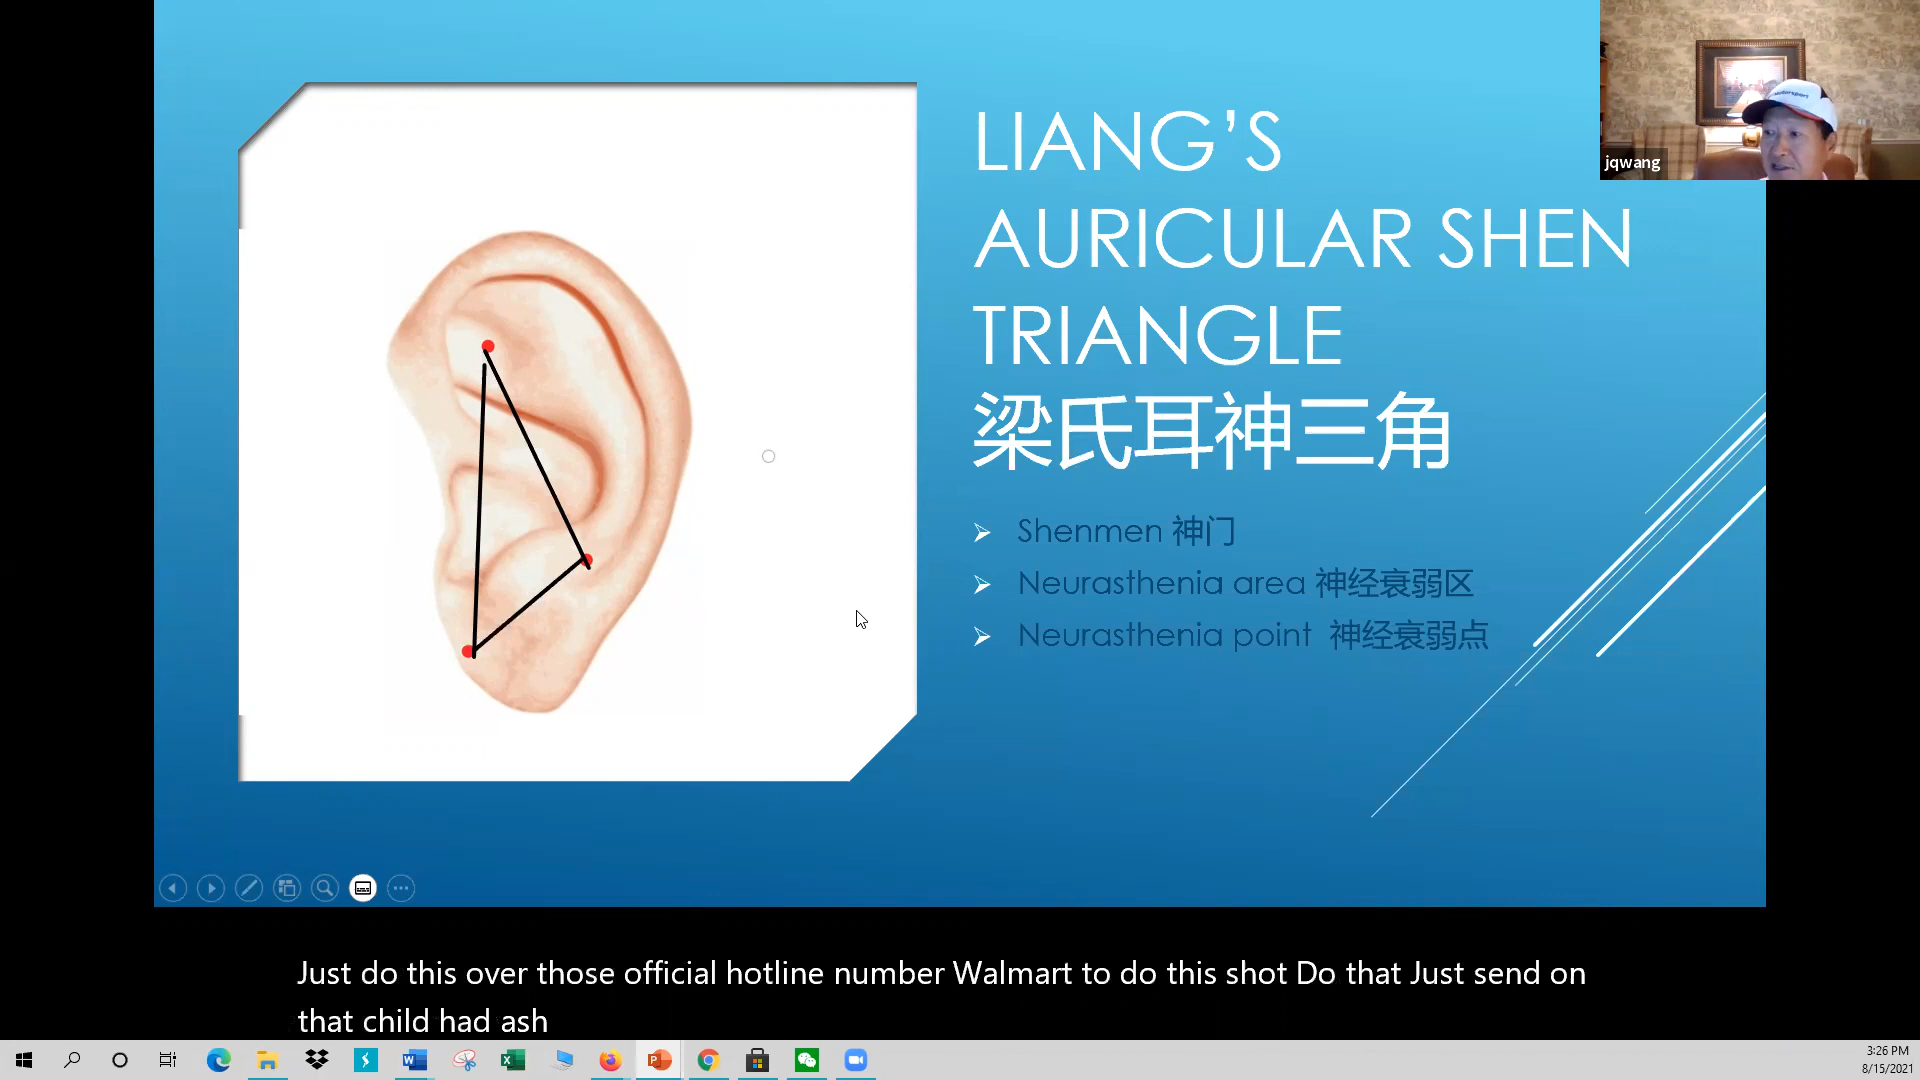 LIANG’S
AURICULAR SHEN
TRIANGLE
梁氏耳神三角
Shenmen 神门
Neurasthenia area 神经衰弱区
Neurasthenia point 神经衰弱点
jqwang
Just do this over those official hotline number Walmart to do this shot Do that Just send on
that child had ash
3:26 PM
8/15/2021